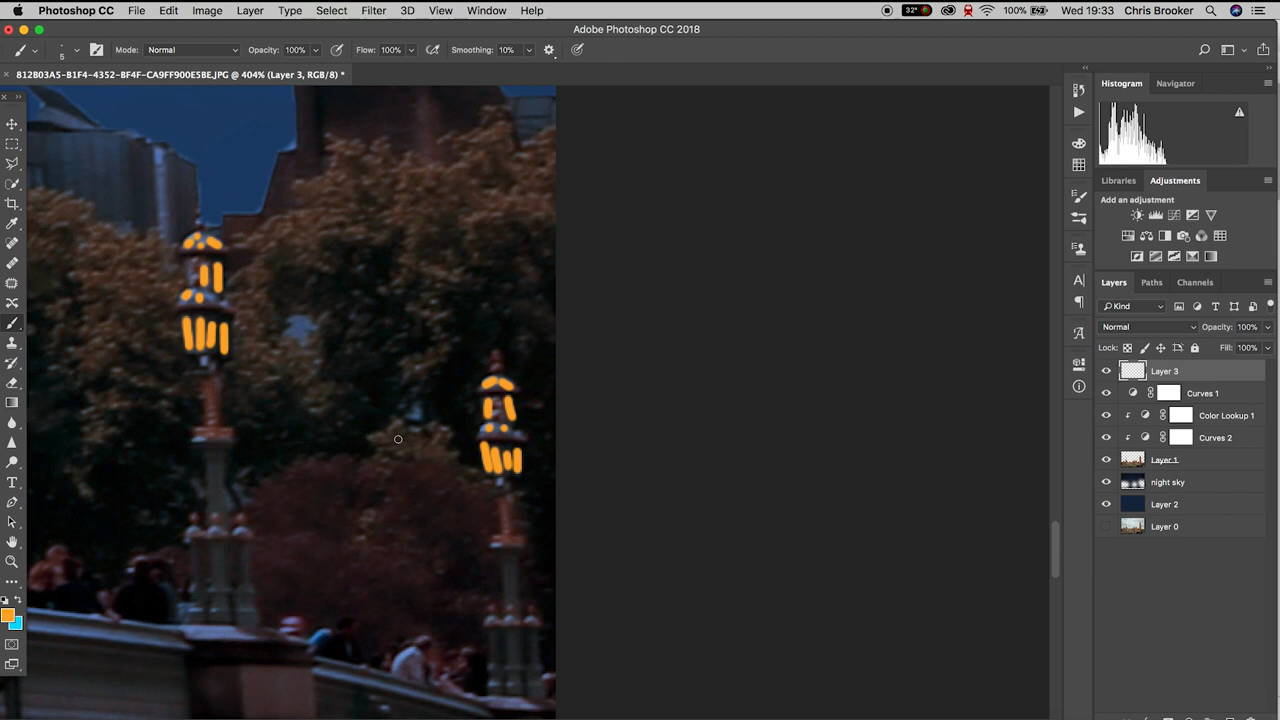 Photoshop CC File Edit Image Layer Type Select Filter 3D View Window Help 32° 100% Wed 19:33 Chris Brooker
Adobe Photoshop CC 2018
5 Mode: Normal Opacity: 100% Flow: 100% Smoothing: 10%
812B03A5-B1F4-4352-BF4F-CA9FF900E5BE.JPG @ 404% (Layer 3, RGB/8) *
Histogram Navigator
Libraries Adjustments
Add an adjustment
Layers Paths Channels
Kind
Normal Opacity: 100%
Lock: Fill: 100%
Layer 3
Curves 1
Color Lookup 1
Curves 2
Layer 1
night sky
Layer 2
Layer 0